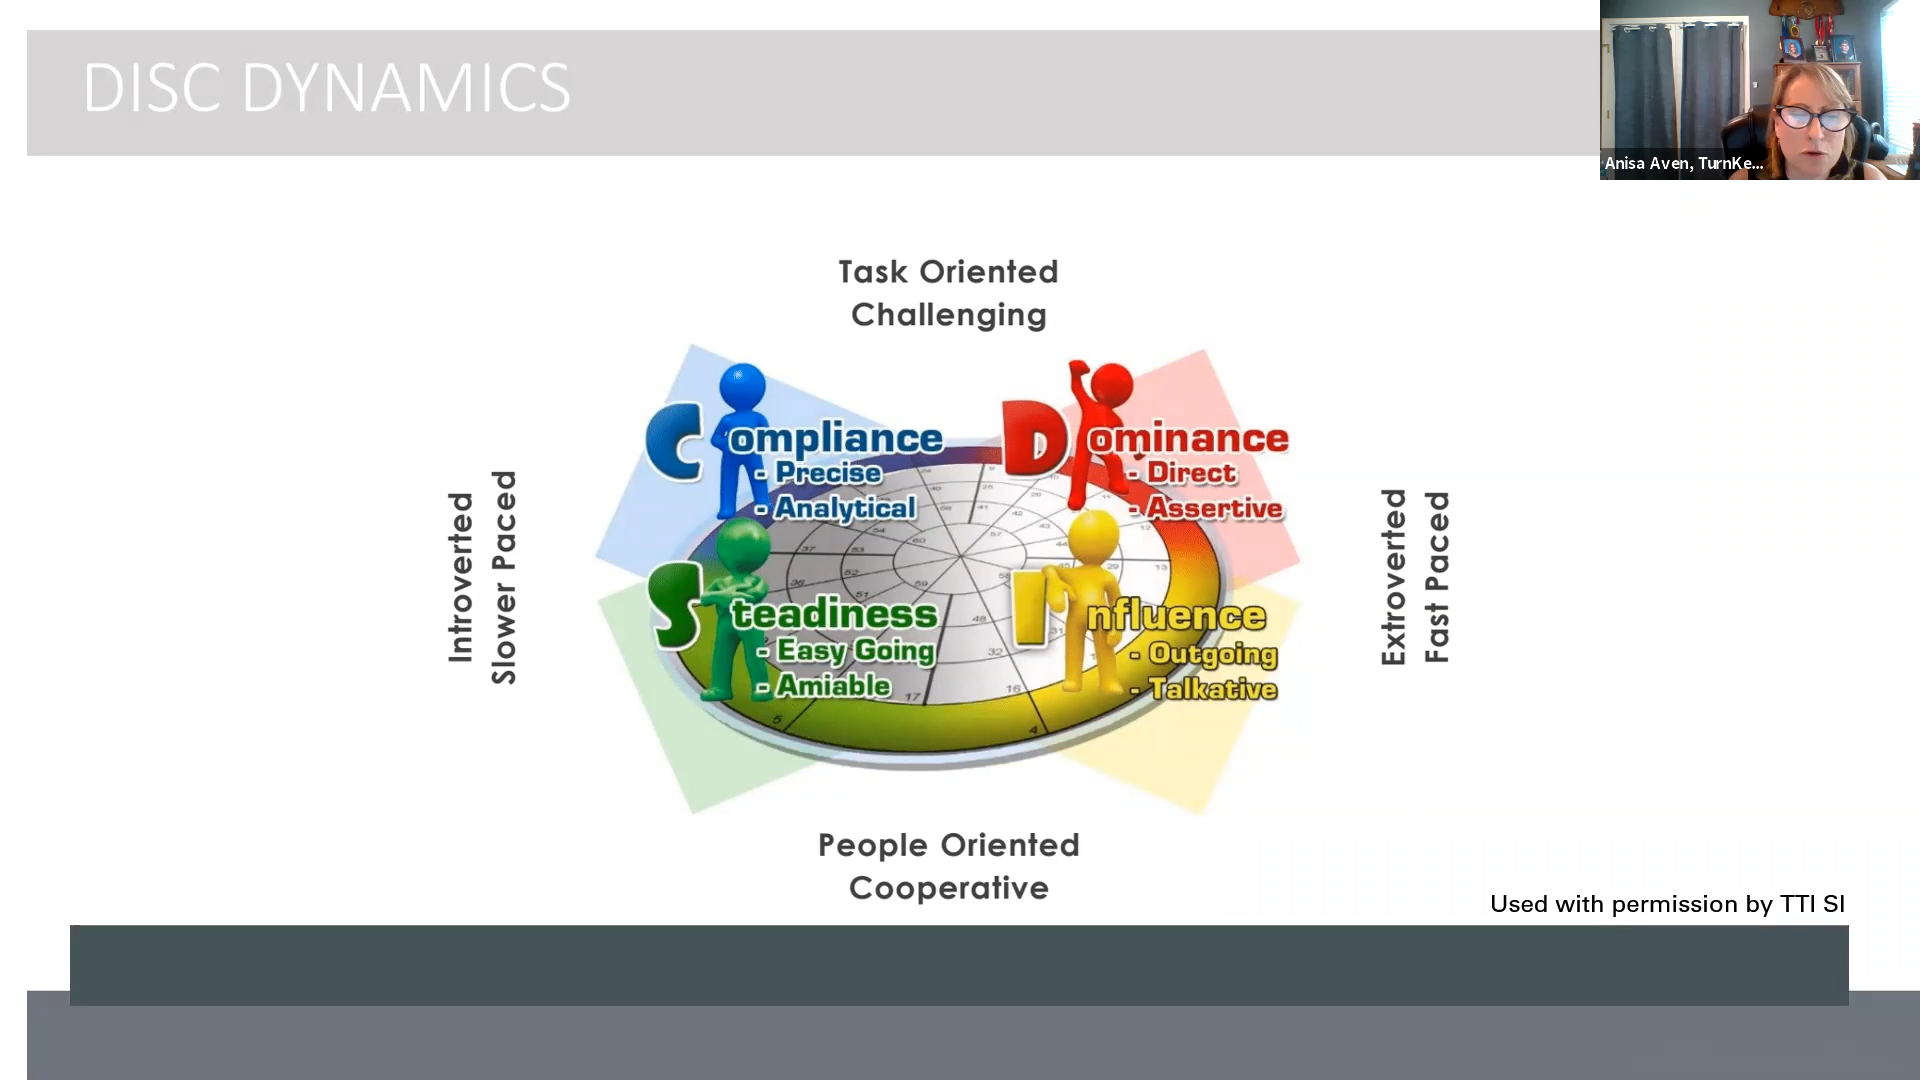 DISC DYNAMICS
Anisa Aven, TurnKe...
Task Oriented
Challenging
Introverted
Slower Paced
Compliance
- Precise
- Analytical
Dominance
- Direct
- Assertive
Steadiness
- Easy Going
- Amiable
Influence
- Outgoing
- Talkative
Extroverted
Fast Paced
People Oriented
Cooperative
Used with permission by TTI SI